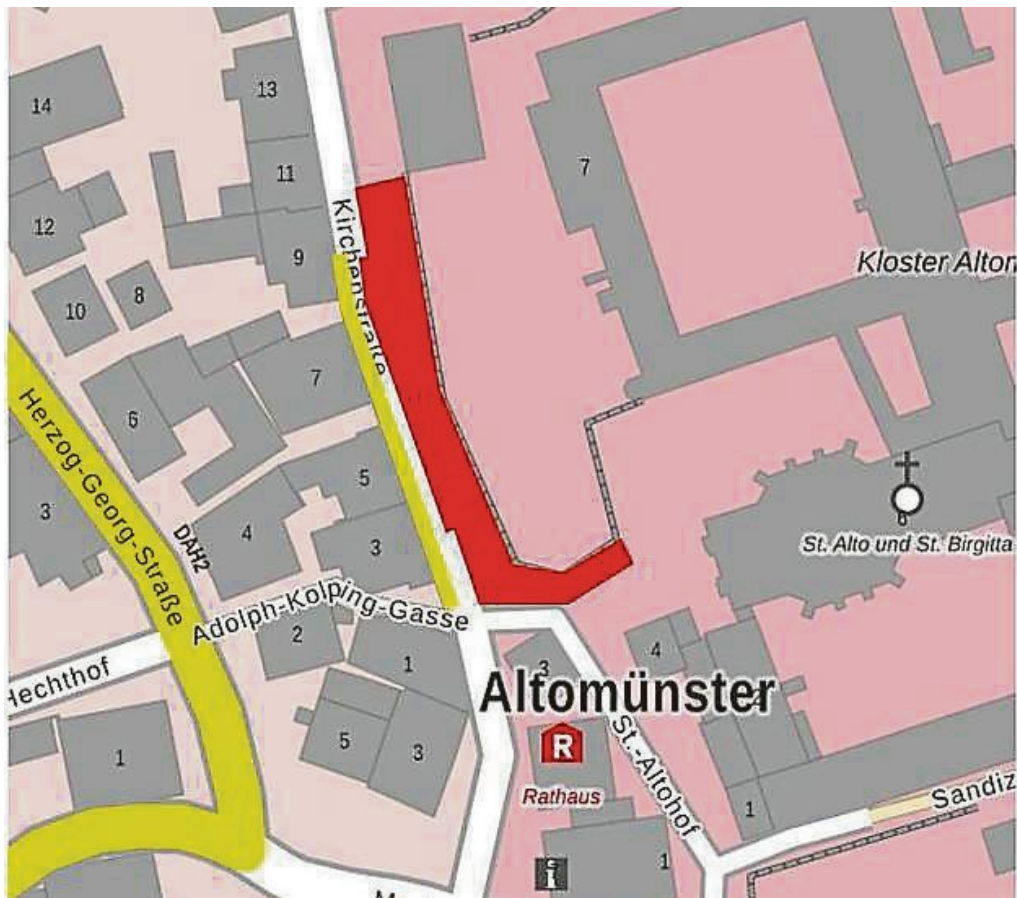 13
14
7
11
Kirchenstraße
12
9
Kloster Altom
8
10
7
6
Herzog-Georg-Straße
5
3
6
DAH2
4
3
St. Alto und St. Birgitta
Adolph-Kolping-Gasse
2
4
1
3
Hechthof
Altomünster
5
3
1
R
St.-Altohof
Rathaus
Sandiz
1
1
i